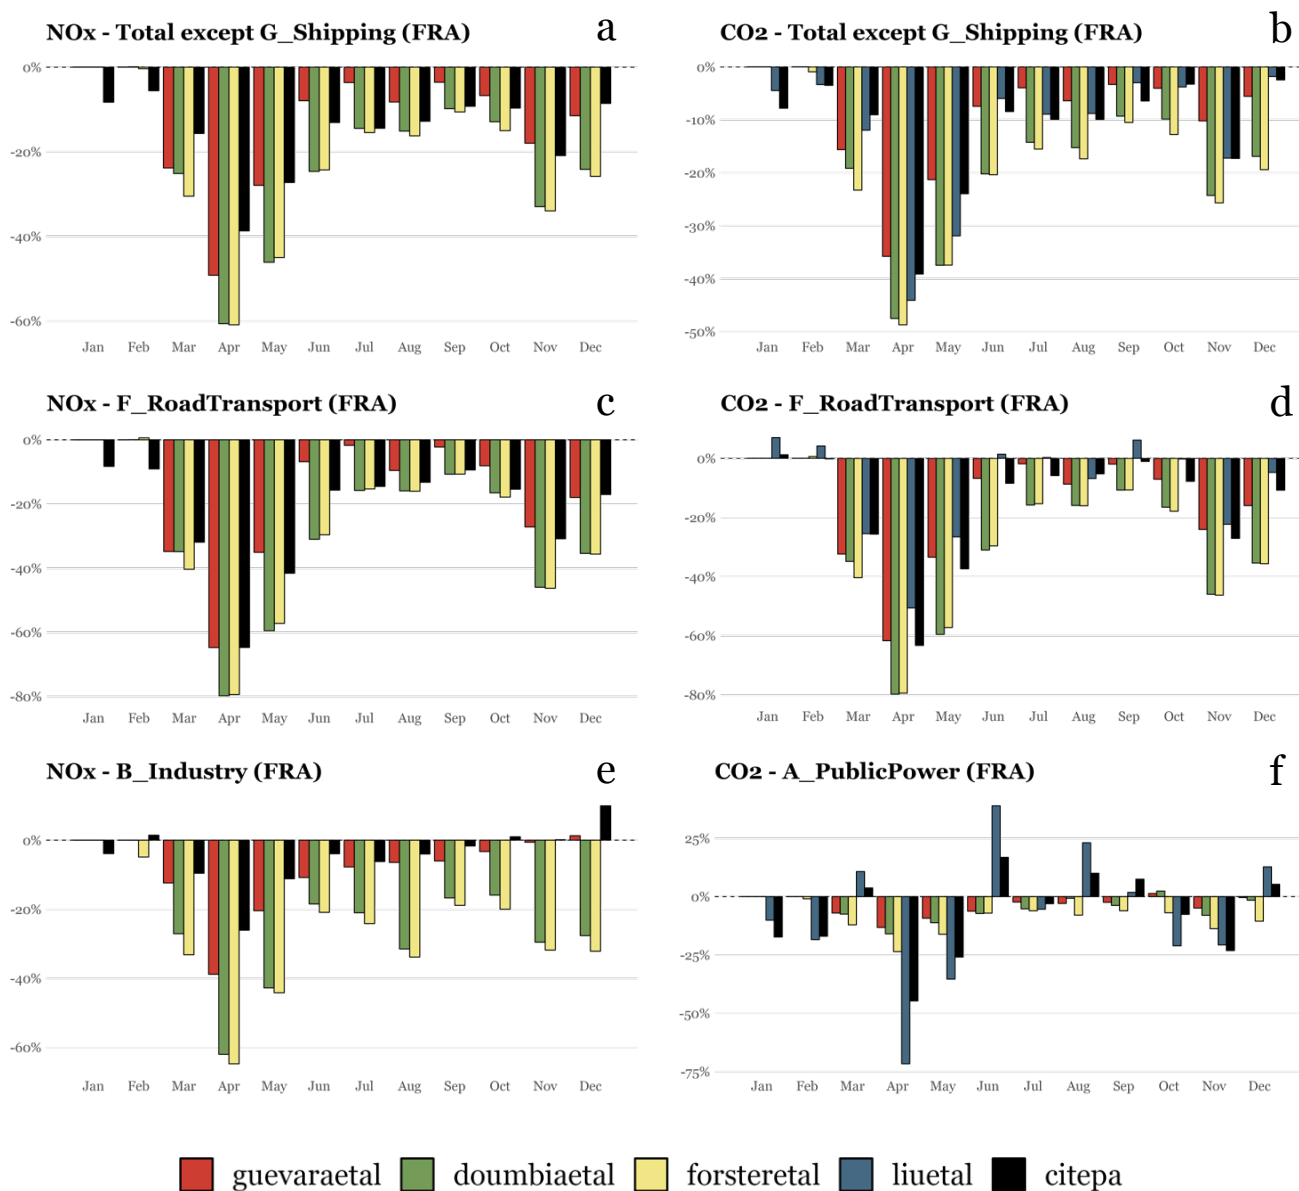 NOx - Total except G_Shipping (FRA) a
0%
-20%
-40%
-60%
Jan Feb Mar Apr May Jun Jul Aug Sep Oct Nov Dec
CO2 - Total except G_Shipping (FRA) b
0%
-10%
-20%
-30%
-40%
-50%
Jan Feb Mar Apr May Jun Jul Aug Sep Oct Nov Dec
NOx - F_RoadTransport (FRA) c
0%
-20%
-40%
-60%
-80%
Jan Feb Mar Apr May Jun Jul Aug Sep Oct Nov Dec
CO2 - F_RoadTransport (FRA) d
0%
-20%
-40%
-60%
-80%
Jan Feb Mar Apr May Jun Jul Aug Sep Oct Nov Dec
NOx - B_Industry (FRA) e
0%
-20%
-40%
-60%
Jan Feb Mar Apr May Jun Jul Aug Sep Oct Nov Dec
CO2 - A_PublicPower (FRA) f
25%
0%
-25%
-50%
-75%
Jan Feb Mar Apr May Jun Jul Aug Sep Oct Nov Dec
guevaraetal doumbiaetal forsteretal liuetal citepa